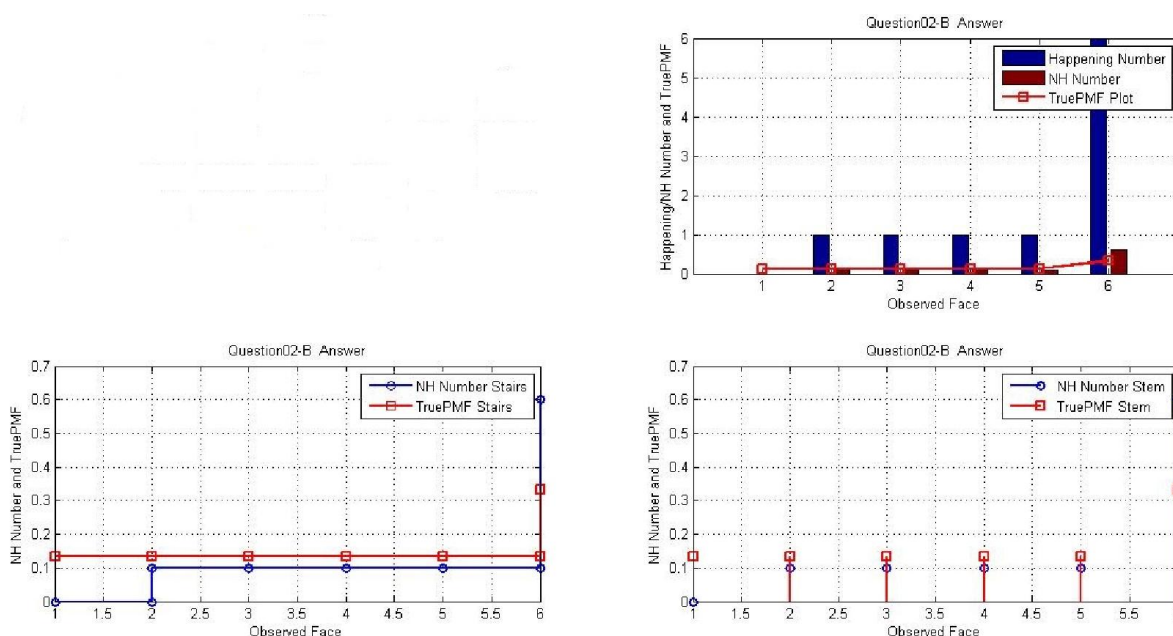 Question02-B Answer
Happening/NH Number and TruePMF
6
5
4
3
2
1
0
Happening Number
NH Number
TruePMF Plot
1 2 3 4 5 6
Observed Face
Question02-B Answer
NH Number and TruePMF
0.7
0.6
0.5
0.4
0.3
0.2
0.1
0
NH Number Stairs
TruePMF Stairs
1 1.5 2 2.5 3 3.5 4 4.5 5 5.5 6
Observed Face
Question02-B Answer
NH Number and TruePMF
0.7
0.6
0.5
0.4
0.3
0.2
0.1
0
NH Number Stem
TruePMF Stem
1 1.5 2 2.5 3 3.5 4 4.5 5 5.5
Observed Face